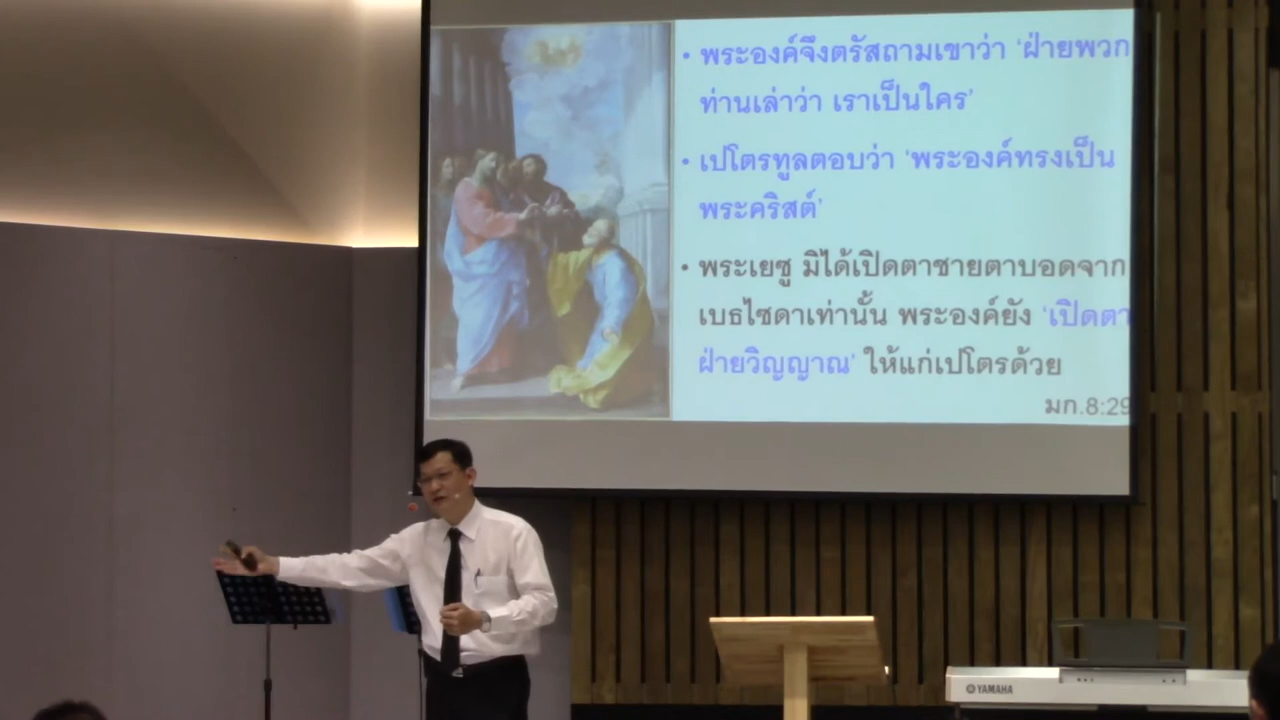 • พระองค์จึงตรัสถามเขาว่า ‘ฝ่ายพวก
ท่านเล่าว่า เราเป็นใคร’
• เปโตรทูลตอบว่า ‘พระองค์ทรงเป็น
พระคริสต์’
• พระเยซู มิได้เปิดตาชายตาบอดจาก
เบธไซดาเท่านั้น พระองค์ยัง ‘เปิดตา
ฝ่ายวิญญาณ’ ให้แก่เปโตรด้วย
มก.8:29
YAMAHA